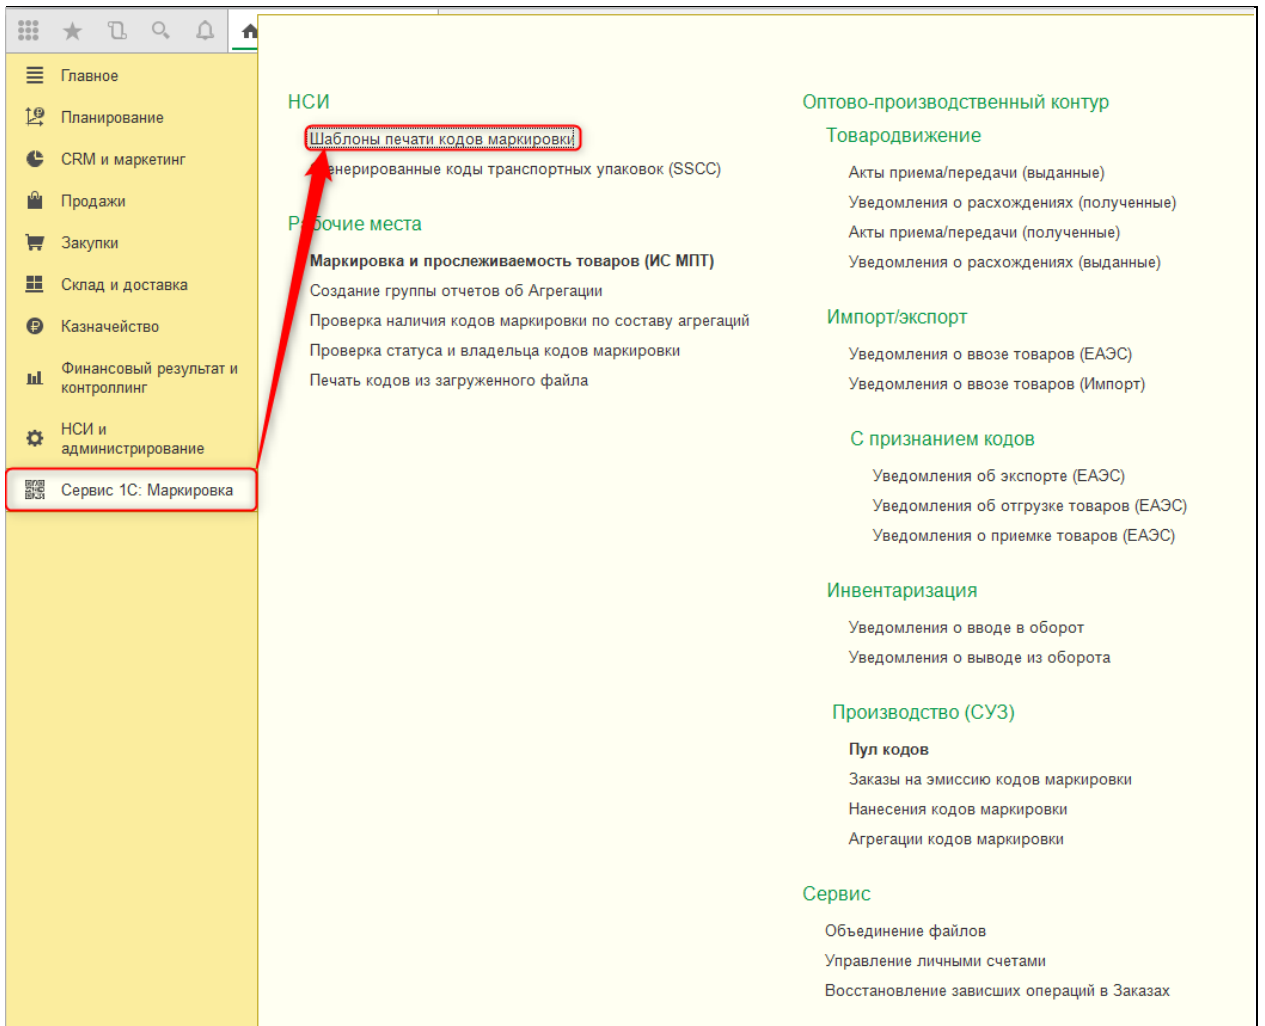 Главное
Планирование
CRM и маркетинг
Продажи
Закупки
Склад и доставка
Казначейство
Финансовый результат и
контроллинг
НСИ и
администрирование
Сервис 1С: Маркировка
НСИ
Шаблоны печати кодов маркировки
коды транспортных упаковок (SSCC)
Рабочие места
Маркировка и прослеживаемость товаров (ИС МПТ)
Создание группы отчетов об Агрегации
Проверка наличия кодов маркировки по составу агрегаций
Проверка статуса и владельца кодов маркировки
Печать кодов из загруженного файла
Оптово-производственный контур
Товародвижение
Акты приема/передачи (выданные)
Уведомления о расхождениях (полученные)
Акты приема/передачи (полученные)
Уведомления о расхождениях (выданные)
Импорт/экспорт
Уведомления о ввозе товаров (ЕАЭС)
Уведомления о ввозе товаров (Импорт)
С признанием кодов
Уведомления об экспорте (ЕАЭС)
Уведомления об отгрузке товаров (ЕАЭС)
Уведомления о приемке товаров (ЕАЭС)
Инвентаризация
Уведомления о вводе в оборот
Уведомления о выводе из оборота
Производство (СУЗ)
Пул кодов
Заказы на эмиссию кодов маркировки
Нанесения кодов маркировки
Агрегации кодов маркировки
Сервис
Объединение файлов
Управление личными счетами
Восстановление зависших операций в Заказах